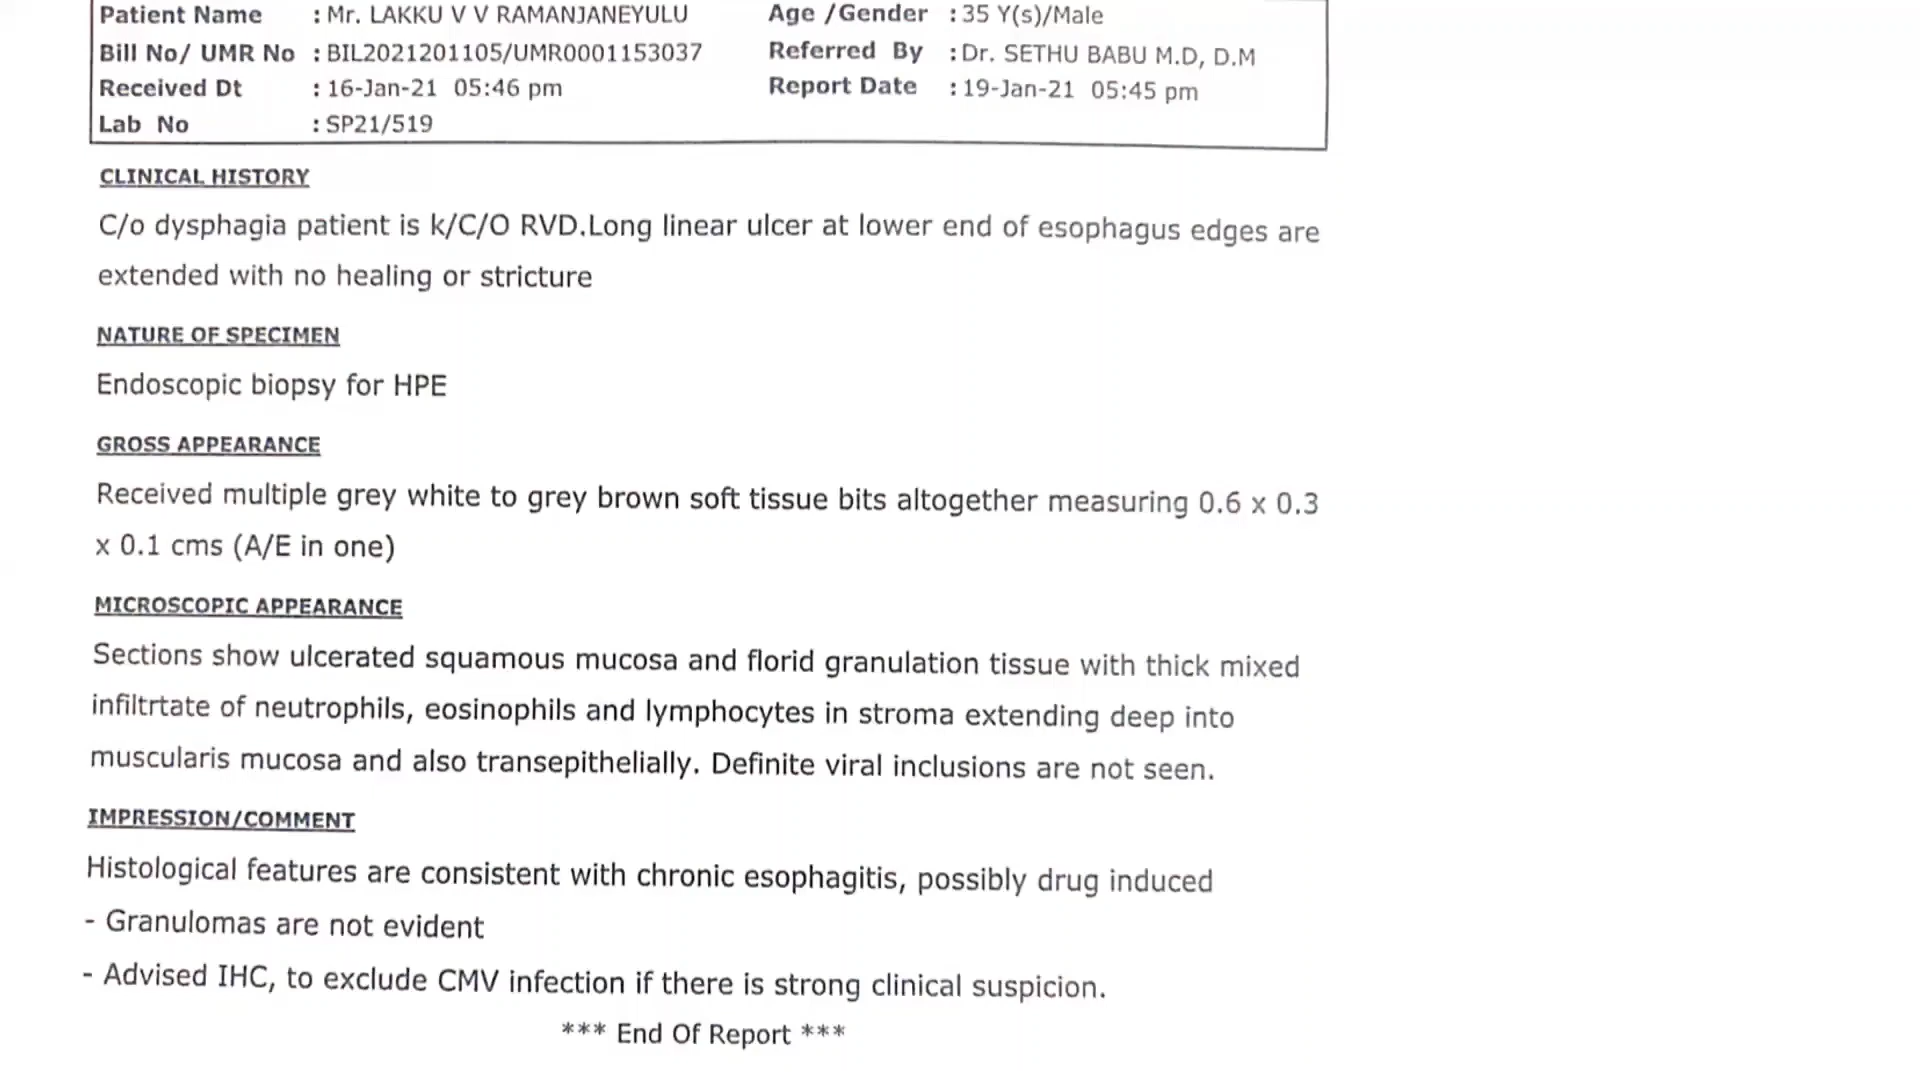 Patient Name : Mr. LAKKU V V RAMANJANEYULU Age /Gender : 35 Y(s)/Male
Bill No/ UMR No : BIL2021201105/UMR0001153037 Referred By : Dr. SETHU BABU M.D, D.M
Received Dt : 16-Jan-21 05:46 pm Report Date : 19-Jan-21 05:45 pm
Lab No : SP21/519
CLINICAL HISTORY
C/o dysphagia patient is k/C/O RVD.Long linear ulcer at lower end of esophagus edges are
extended with no healing or stricture
NATURE OF SPECIMEN
Endoscopic biopsy for HPE
GROSS APPEARANCE
Received multiple grey white to grey brown soft tissue bits altogether measuring 0.6 x 0.3
x 0.1 cms (A/E in one)
MICROSCOPIC APPEARANCE
Sections show ulcerated squamous mucosa and florid granulation tissue with thick mixed
infiltrtate of neutrophils, eosinophils and lymphocytes in stroma extending deep into
muscularis mucosa and also transepithelially. Definite viral inclusions are not seen.
IMPRESSION/COMMENT
Histological features are consistent with chronic esophagitis, possibly drug induced
- Granulomas are not evident
- Advised IHC, to exclude CMV infection if there is strong clinical suspicion.
*** End Of Report ***